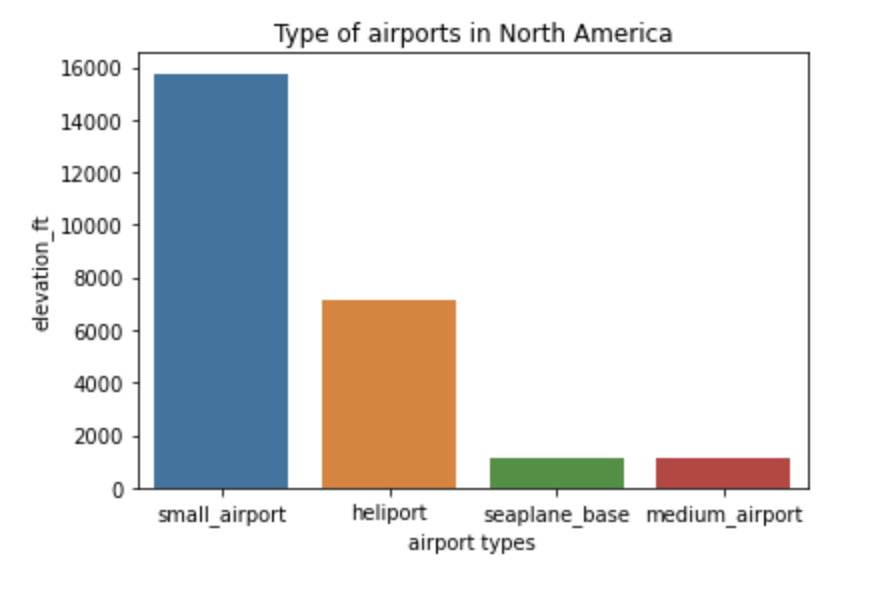 Type of airports in North America
16000
14000
12000
10000
8000
6000
4000
2000
0
elevation_ft
small_airport heliport seaplane_base medium_airport
airport types